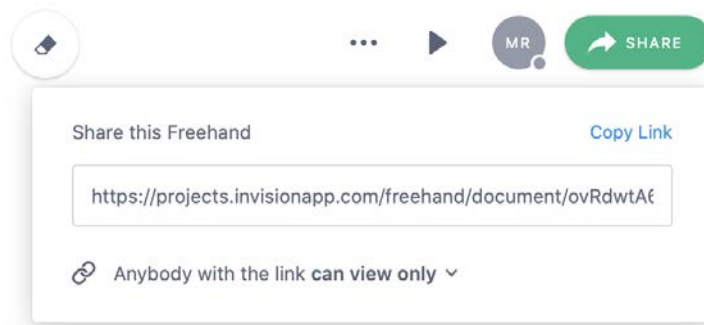 MR
SHARE
Share this Freehand
Copy Link
https://projects.invisionapp.com/freehand/document/ovRdwtA6
Anybody with the link can view only